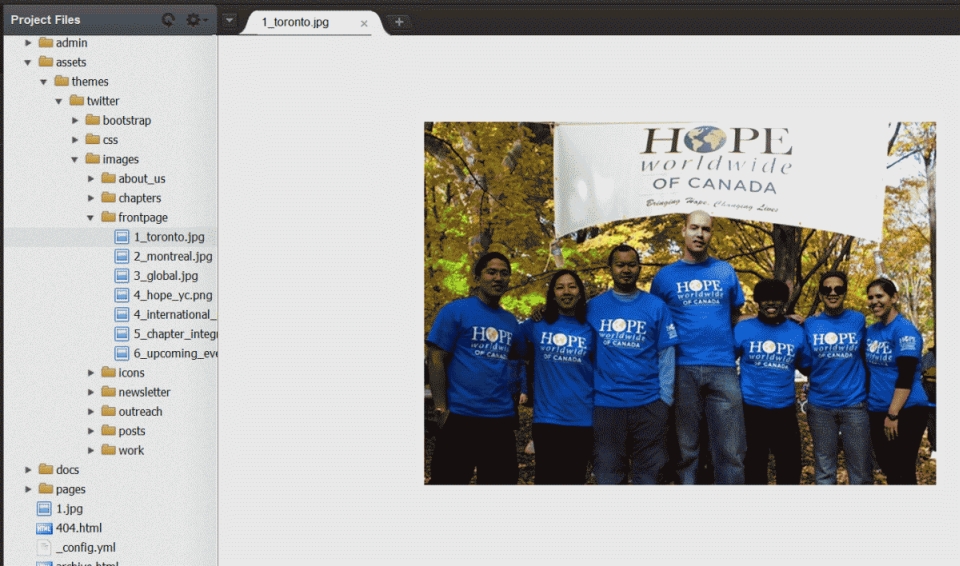 Project Files
1_toronto.jpg
admin
assets
themes
twitter
bootstrap
css
images
about_us
chapters
frontpage
1_toronto.jpg
2_montreal.jpg
3_global.jpg
4_hope_yc.png
4_international_
5_chapter_integr
6_upcoming_eve
icons
newsletter
outreach
posts
work
docs
pages
1.jpg
404.html
_config.yml
archive.html
HOPE
worldwide
OF CANADA
Bringing Hope, Changing Lives
HOPE
worldwide
OF CANADA
HOPE
worldwide
OF CANADA
HOPE
worldwide
OF CANADA
HOPE
worldwide
OF CANADA
HOPE
worldwide
OF CANADA
HOPE
worldwide
OF CANADA
HOPE
worldwide
OF CANADA